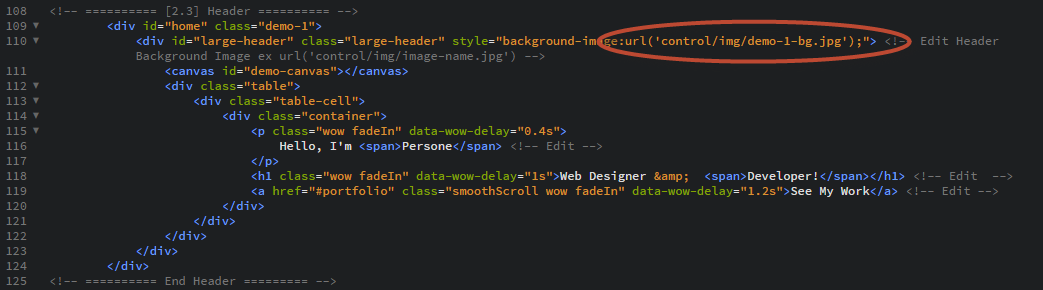 108 <!-- ========== [2.3] Header ========== -->
109 <div id="home" class="demo-1">
110 <div id="large-header" class="large-header" style="background-image:url('control/img/demo-1-bg.jpg');"> <!-- Edit Header
Background Image ex url('control/img/image-name.jpg') -->
111 <canvas id="demo-canvas"></canvas>
112 <div class="table">
113 <div class="table-cell">
114 <div class="container">
115 <p class="wow fadeIn" data-wow-delay="0.4s">
116 Hello, I'm <span>Persone</span> <!-- Edit -->
117 </p>
118 <h1 class="wow fadeIn" data-wow-delay="1s">Web Designer &amp;  <span>Developer!</span></h1> <!-- Edit  -->
119 <a href="#portfolio" class="smoothScroll wow fadeIn" data-wow-delay="1.2s">See My Work</a> <!-- Edit -->
120 </div>
121 </div>
122 </div>
123 </div>
124 </div>
125 <!-- ========== End Header ========= -->